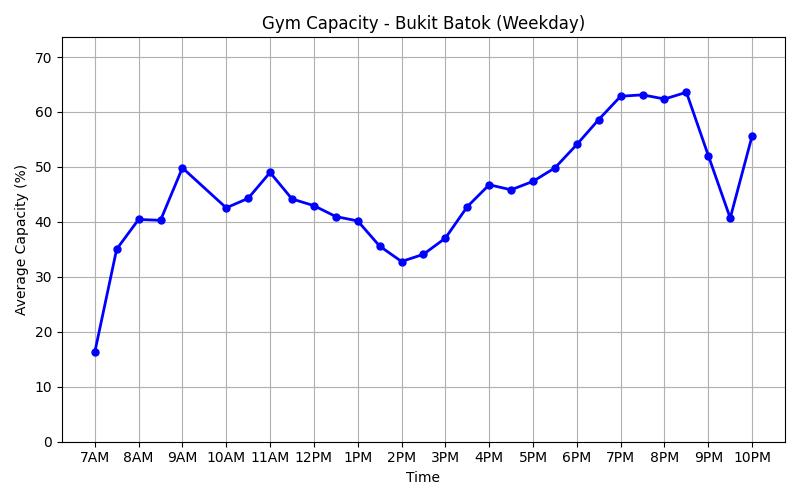 Gym Capacity - Bukit Batok (Weekday)
70
60
50
40
30
20
10
0
Average Capacity (%)
7AM 8AM 9AM 10AM 11AM 12PM 1PM 2PM 3PM 4PM 5PM 6PM 7PM 8PM 9PM 10PM
Time